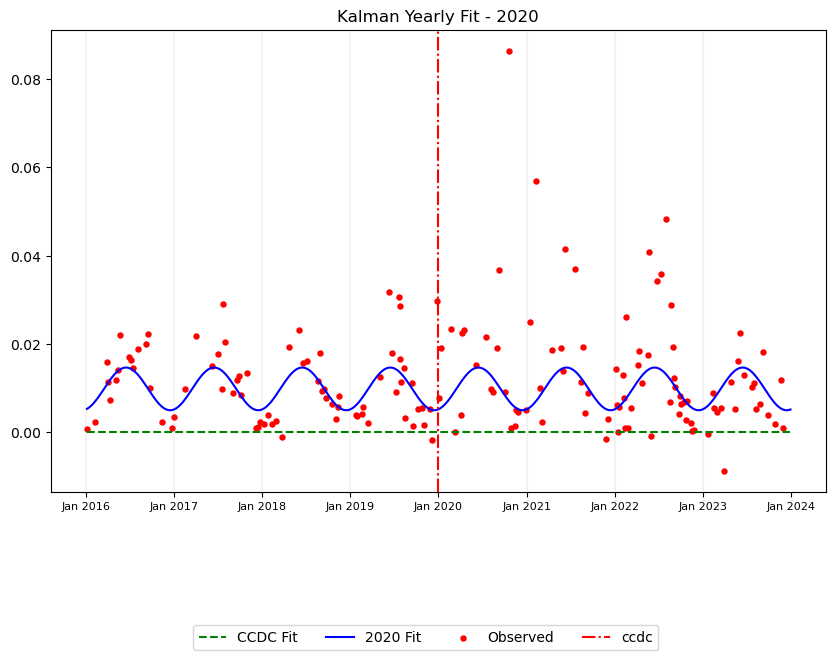 Kalman Yearly Fit - 2020
0.08
0.06
0.04
0.02
0.00
Jan 2016 Jan 2017 Jan 2018 Jan 2019 Jan 2020 Jan 2021 Jan 2022 Jan 2023 Jan 2024
CCDC Fit 2020 Fit Observed ccdc